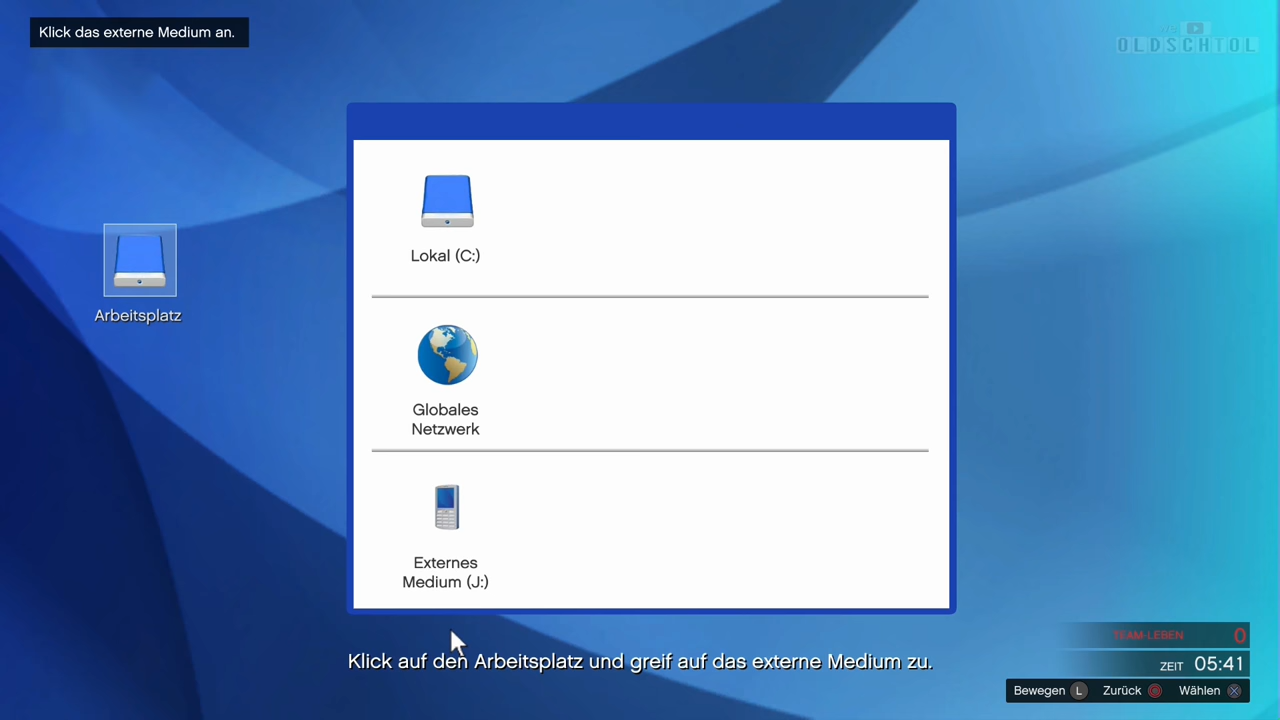 Klick das externe Medium an.
OLDSCHTOL
Lokal (C:)
Arbeitsplatz
Globales
Netzwerk
Externes
Medium (J:)
Klick auf den Arbeitsplatz und greif auf das externe Medium zu.
TEAM-LEBEN 0
ZEIT 05:41
Bewegen L Zurück Wählen